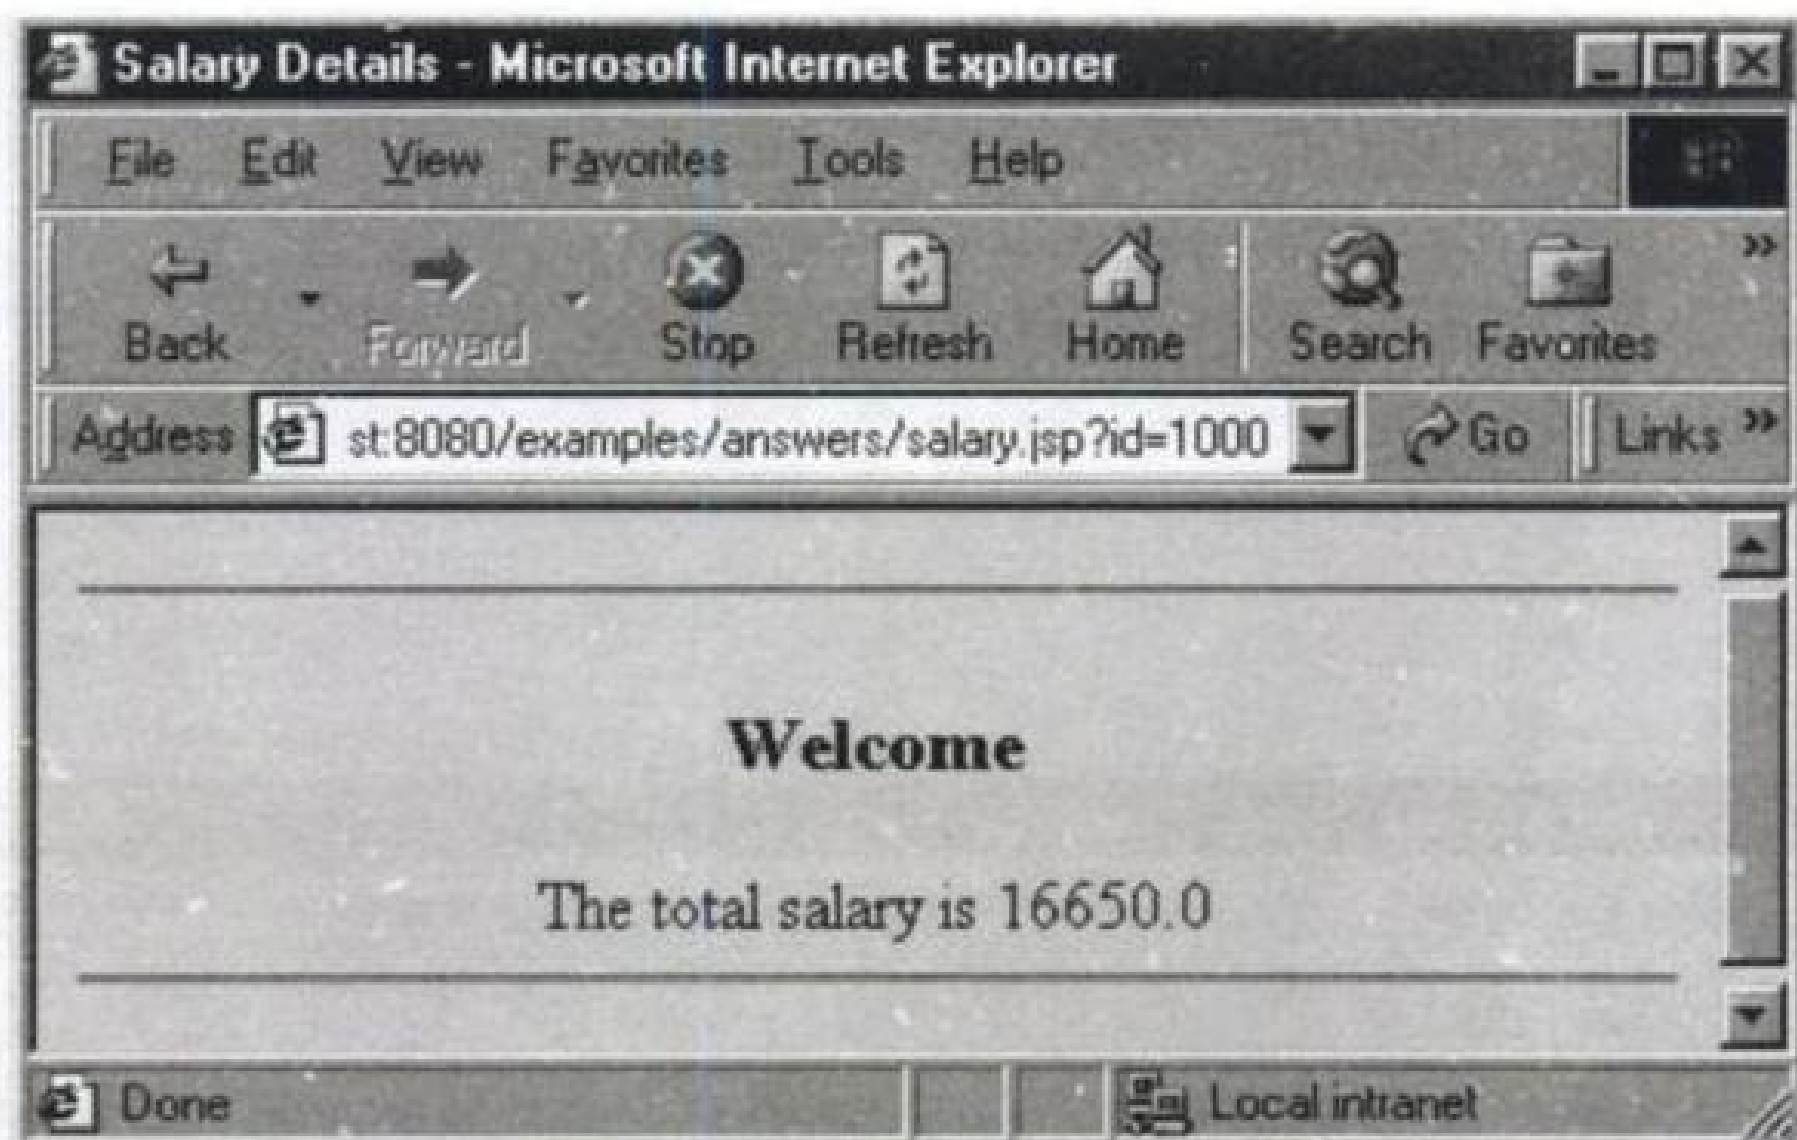 Salary Details - Microsoft Internet Explorer
File Edit View Favorites Tools Help
Back Forward Stop Refresh Home Search Favorites »
Address st:8080/examples/answers/salary.jsp?id=1000 Go Links »
Welcome
The total salary is 16650.0
Done Local intranet